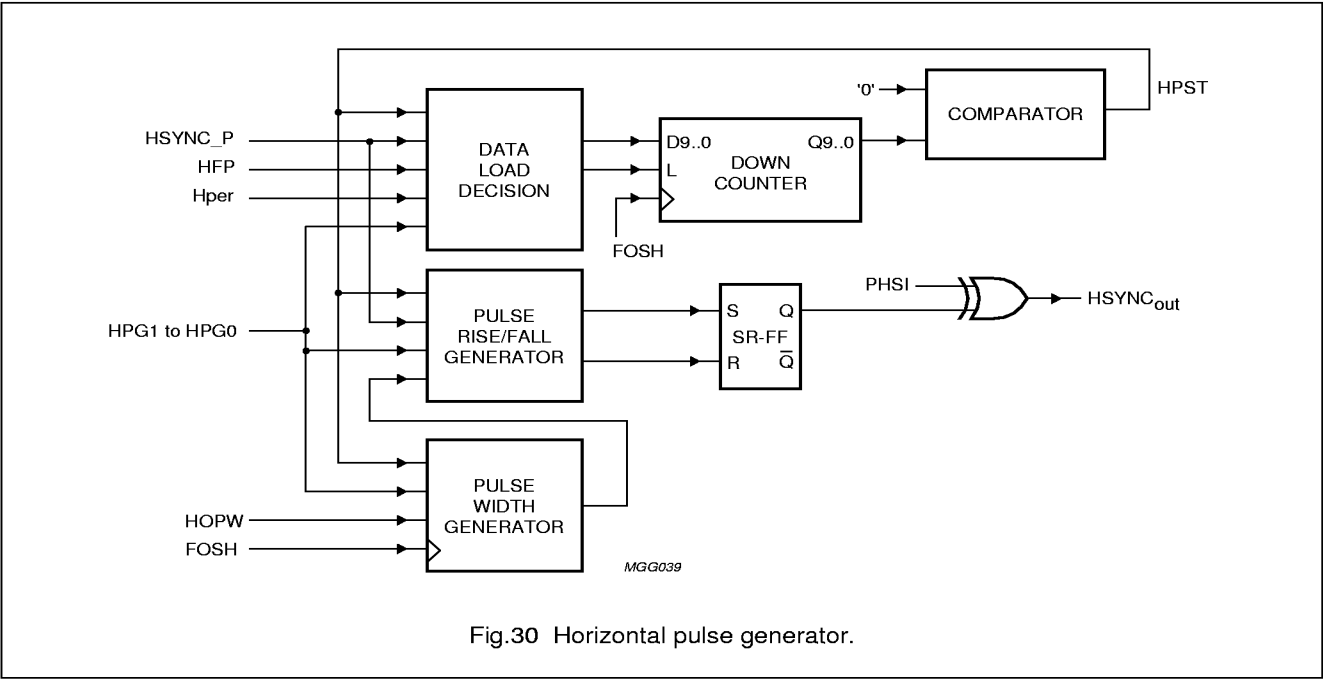 '0'
COMPARATOR
HPST
HSYNC_P
HFP
Hper
DATA
LOAD
DECISION
D9..0
L
Q9..0
DOWN
COUNTER
FOSH
HPG1 to HPG0
PULSE
RISE/FALL
GENERATOR
S
R
Q
SR-FF
Q̅
PHSI
HSYNCout
HOPW
FOSH
PULSE
WIDTH
GENERATOR
MGG039
Fig.30 Horizontal pulse generator.